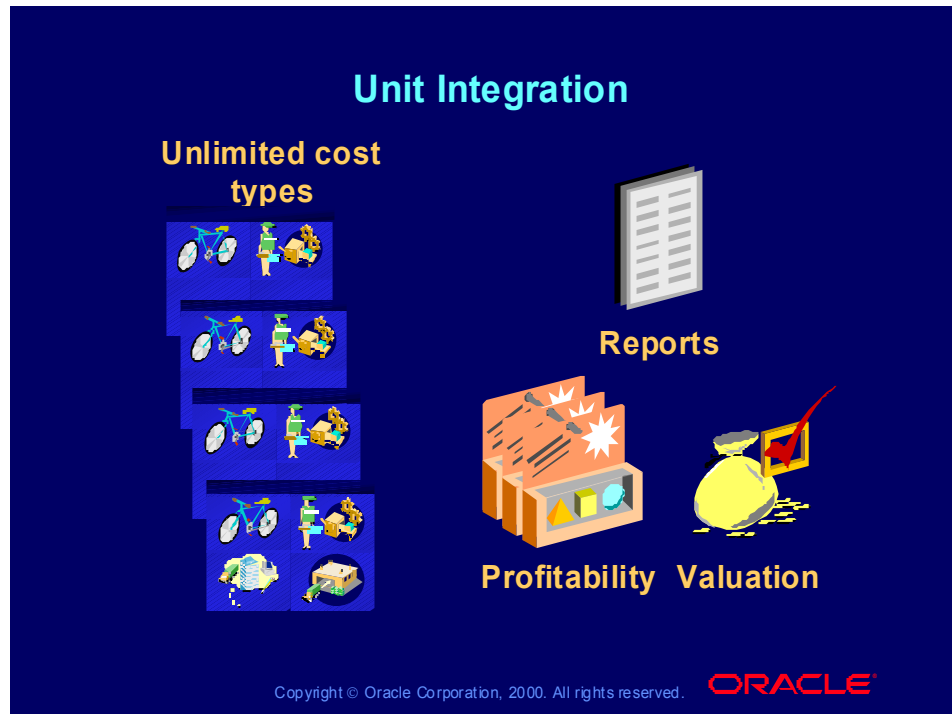 Unit Integration
Unlimited cost
types
Reports
Profitability Valuation
Copyright © Oracle Corporation, 2000. All rights reserved.
ORACLE®